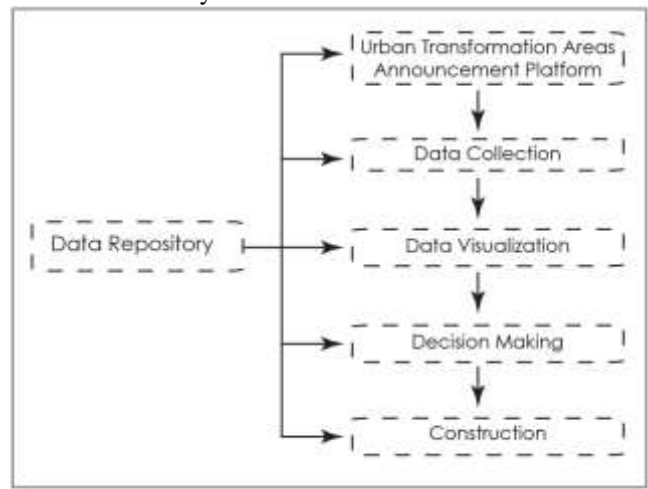 Urban Transformation Areas
Announcement Platform
Data Collection
Data Repository
Data Visualization
Decision Making
Construction